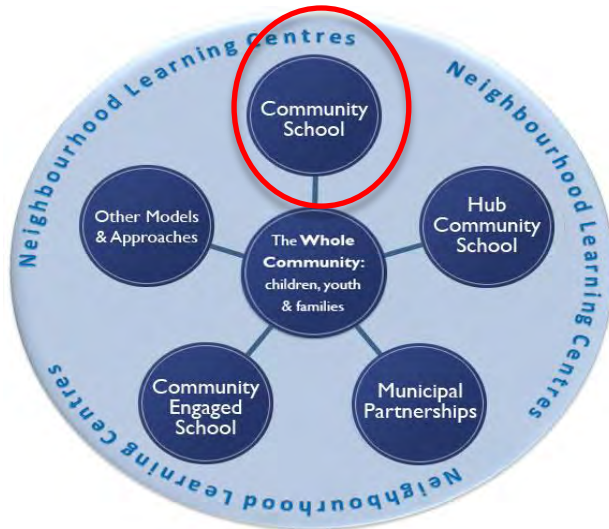 Neighbourhood Learning Centres
Neighbourhood Learning Centres
Neighbourhood Learning Centres
Community
School
Other Models
& Approaches
Hub
Community
School
The Whole
Community:
children, youth
& families
Community
Engaged
School
Municipal
Partnerships